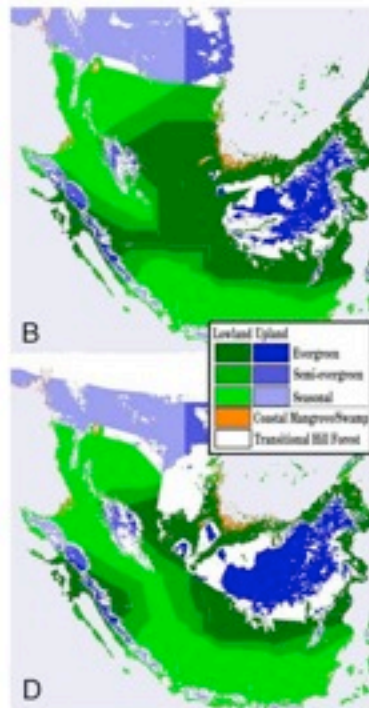 B
Lowland Upland
Evergreen
Semi-evergreen
Seasonal
Coastal Mangrove/Swamp
Transitional Hill Forest
D